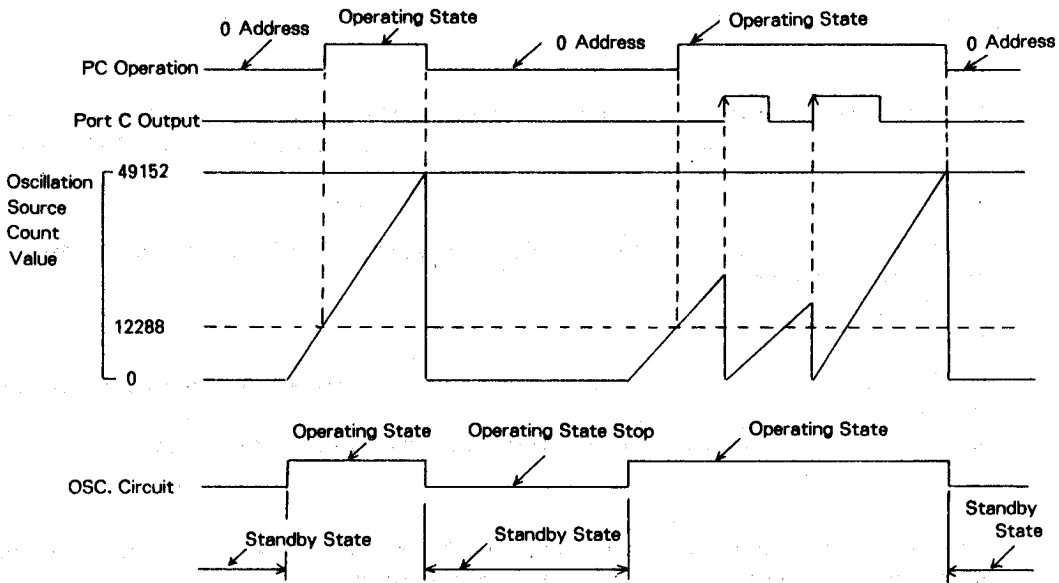 0 Address
Operating State
0 Address
Operating State
0 Address
PC Operation
Port C Output
Oscillation
Source
Count
Value
49152
12288
0
Operating State
Operating State Stop
Operating State
OSC. Circuit
Standby State
Standby State
Standby
State